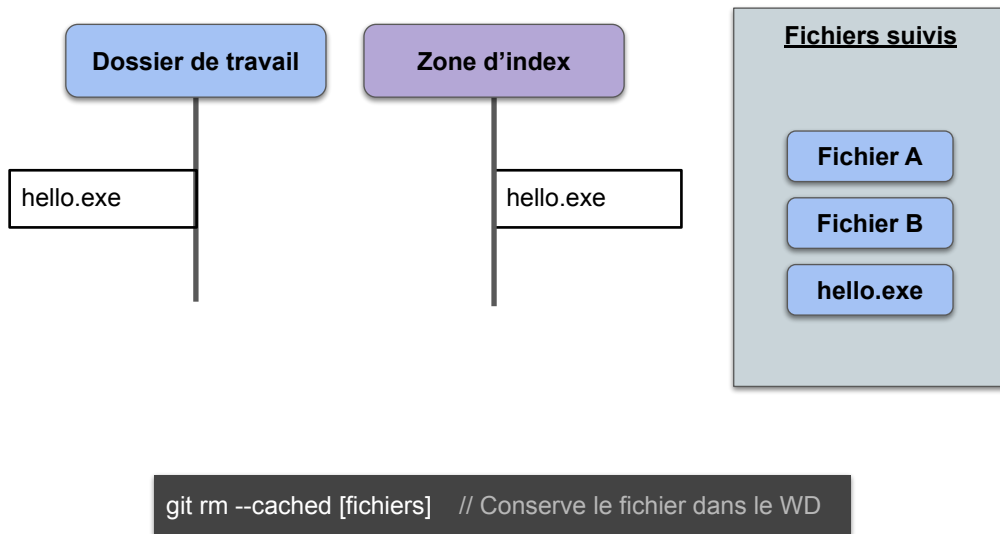 Dossier de travail
Zone d’index
Fichiers suivis
hello.exe
hello.exe
Fichier A
Fichier B
hello.exe
git rm --cached [fichiers] // Conserve le fichier dans le WD